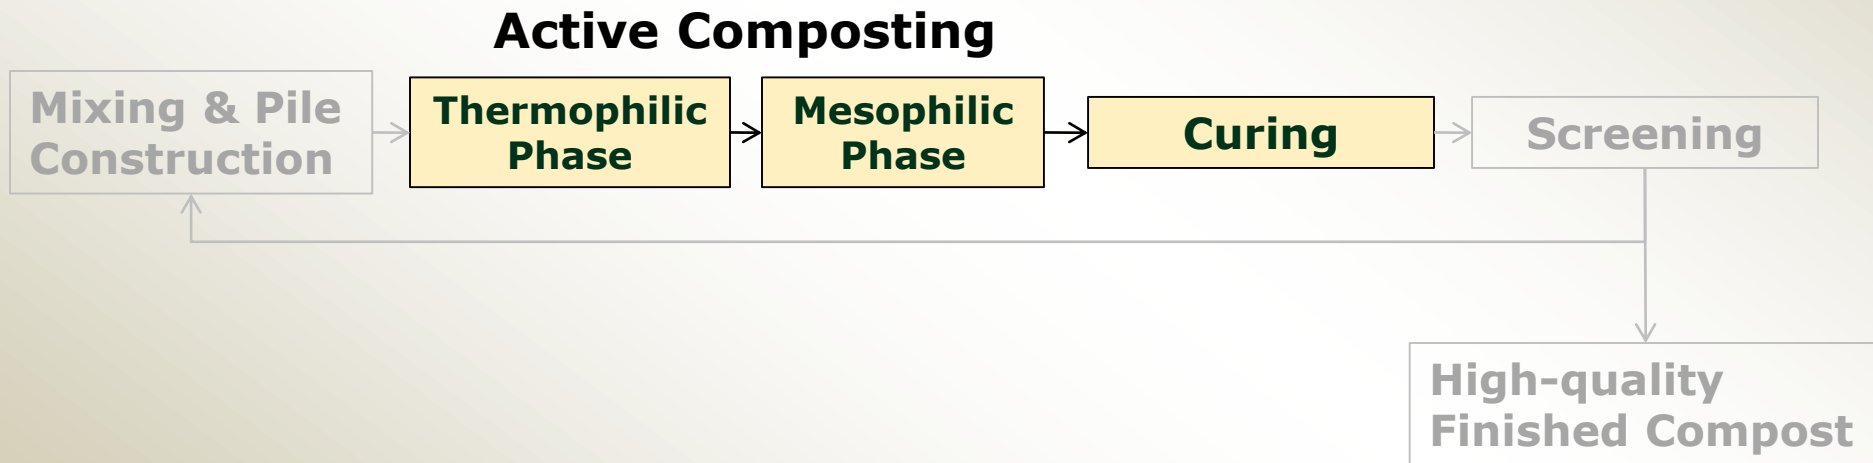 Active Composting
Mixing & Pile
Construction
Thermophilic
Phase
Mesophilic
Phase
Curing
Screening
High-quality
Finished Compost